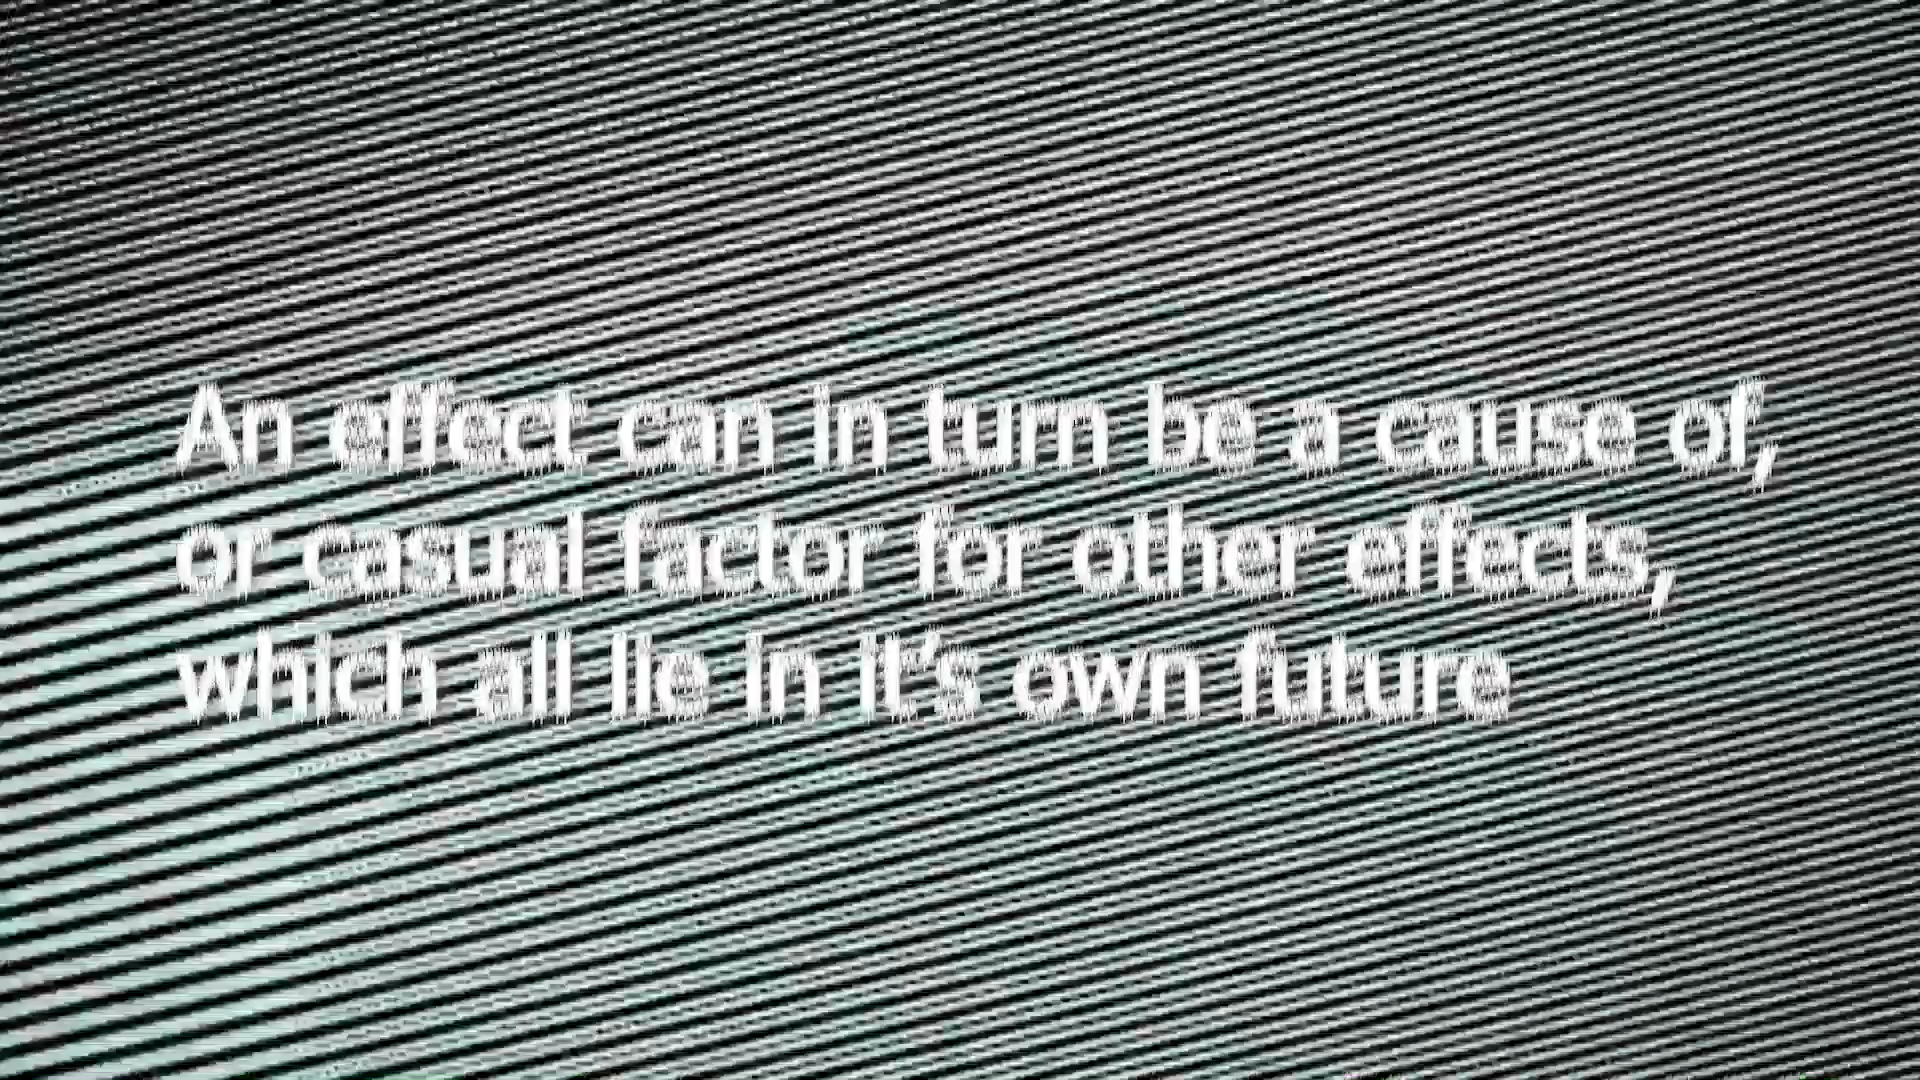 An effect can in turn be a cause of,
or casual factor for other effects,
which all lie in it's own future